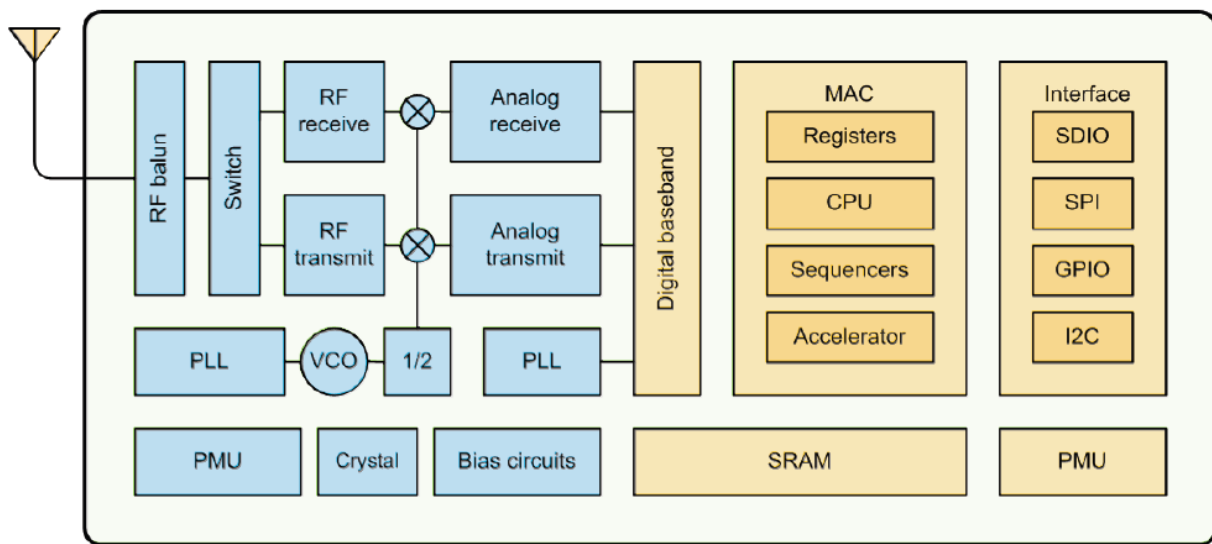 RF balun
Switch
RF
receive
Analog
receive
RF
transmit
Analog
transmit
PLL
VCO
1/2
PLL
Digital baseband
MAC
Registers
CPU
Sequencers
Accelerator
Interface
SDIO
SPI
GPIO
I2C
PMU
Crystal
Bias circuits
SRAM
PMU